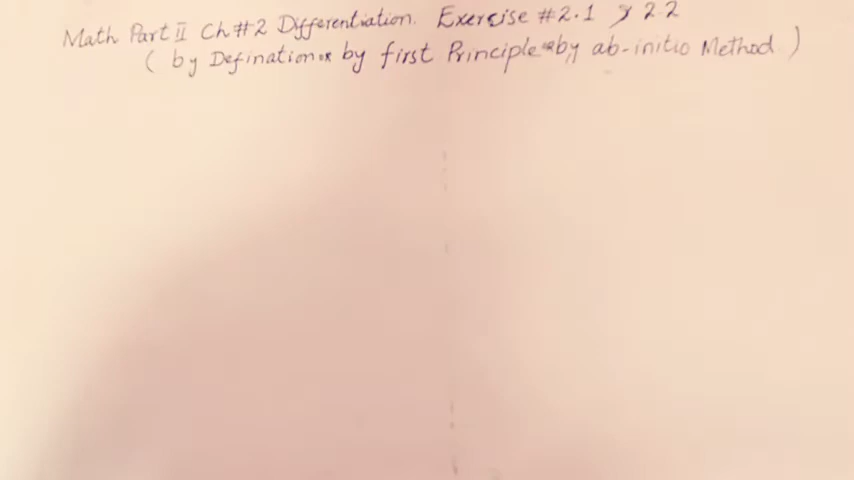 Math Part II Ch#2 Differentiation. Exercise #2.1 & 2.2
( by Defination or by first Principle or by ab-initio Method )